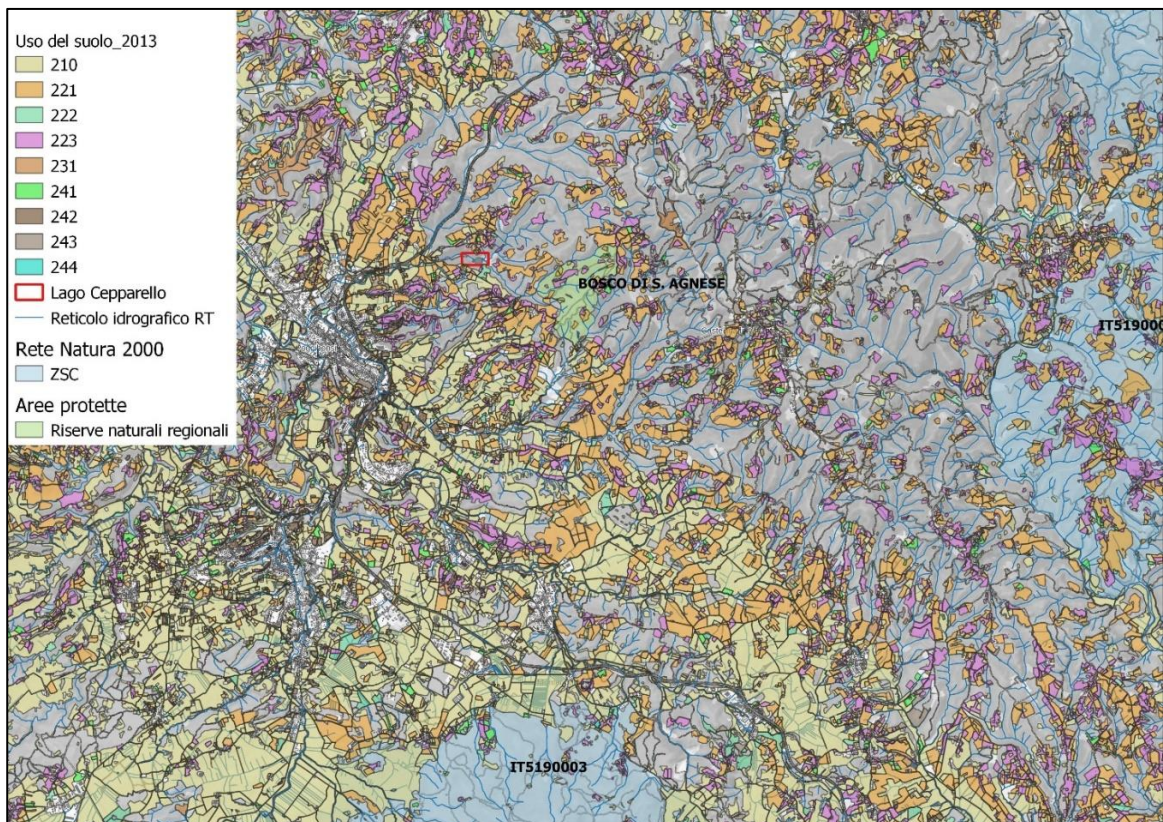 Uso del suolo_2013
210
221
222
223
231
241
242
243
244
Lago Cepparello
Reticolo idrografico RT
Rete Natura 2000
ZSC
Aree protette
Riserve naturali regionali
BOSCO DI S. AGNESE
IT5190003